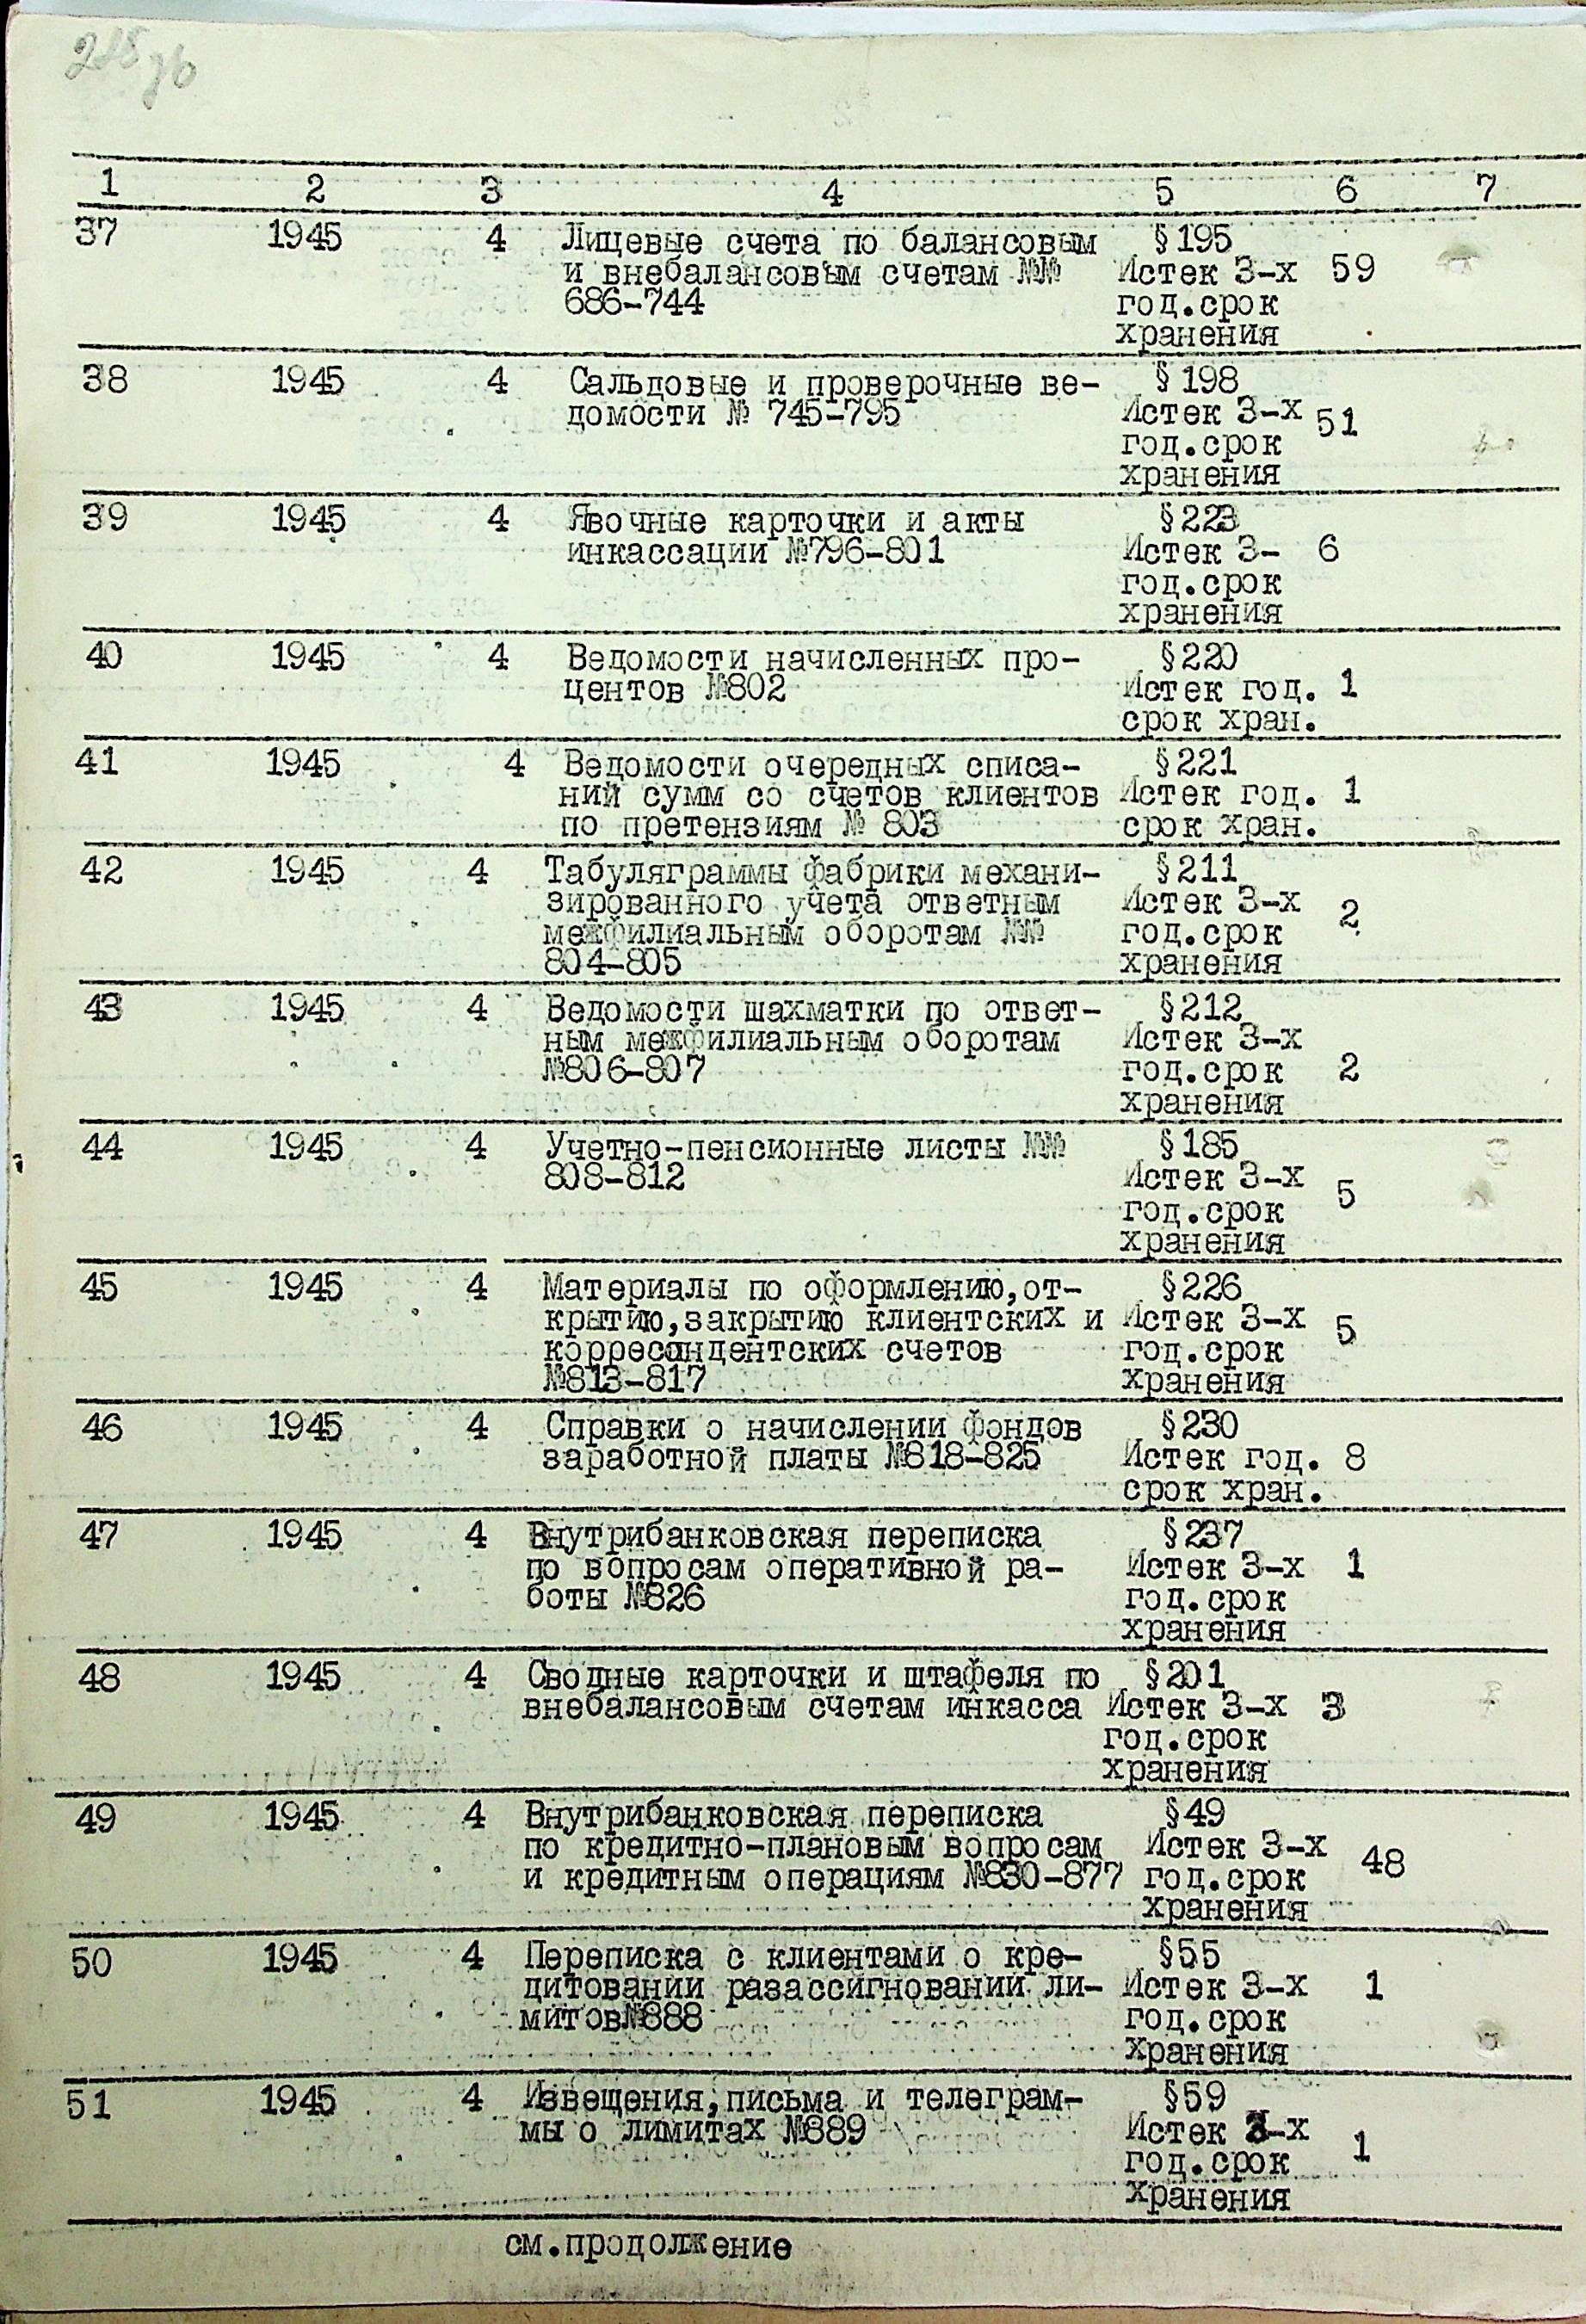 1 2 3 4 5 6 7
37 1945 4 Лицевые счета по балансовым § 195
и внебалансовым счетам №№ Истек 3-х 59
686-744 год.срок
хранения
38 1945 4 Сальдовые и проверочные ве- § 198
домости № 745-795 Истек 3-х 51
год.срок
хранения
39 1945 4 Явочные карточки и акты § 223
инкассации №796-801 Истек 3- 6
год.срок
хранения
40 1945 4 Ведомости начисленных про- § 220
центов №802 Истек год. 1
срок хран.
41 1945 4 Ведомости очередных списа- § 221
ний сумм со счетов клиентов Истек год. 1
по претензиям № 803 срок хран.
42 1945 4 Табуляграммы фабрики механи- § 211
зированного учета ответным Истек 3-х 2
межфилиальным оборотам №№ год.срок
804-805 хранения
43 1945 4 Ведомости шахматки по ответ- § 212
ным межфилиальным оборотам Истек 3-х
№806-807 год.срок 2
хранения
44 1945 4 Учетно-пенсионные листы №№ § 185
808-812 Истек 3-х 5
год.срок
хранения
45 1945 4 Материалы по оформлению,от- § 226
крытию,закрытию клиентских и Истек 3-х 5
счетов год.срок
№813-817 хранения
46 1945 4 Справки о начислении фондов § 230
заработной платы №818-825 Истек год. 8
срок хран.
47 1945 4 Внутрибанковская переписка § 237
по вопросам оперативной ра- Истек 3-х 1
боты №826 год.срок
хранения
48 1945 4 Сводные карточки и штафеля по § 201
внебалансовым счетам инкасса Истек 3-х 3
год.срок
хранения
49 1945 4 Внутрибанковская переписка § 49
по кредитно-плановым вопросам Истек 3-х 48
и кредитным операциям №830-877 год.срок
хранения
50 1945 4 Переписка с клиентами о кре- § 55
дитовании разассигнований ли- Истек 3-х 1
митов№888 год.срок
хранения
51 1945 4 Извещения,письма и телеграм- § 59
мы о лимитах №889 Истек 3-х 1
год.срок
хранения
см.продолжение